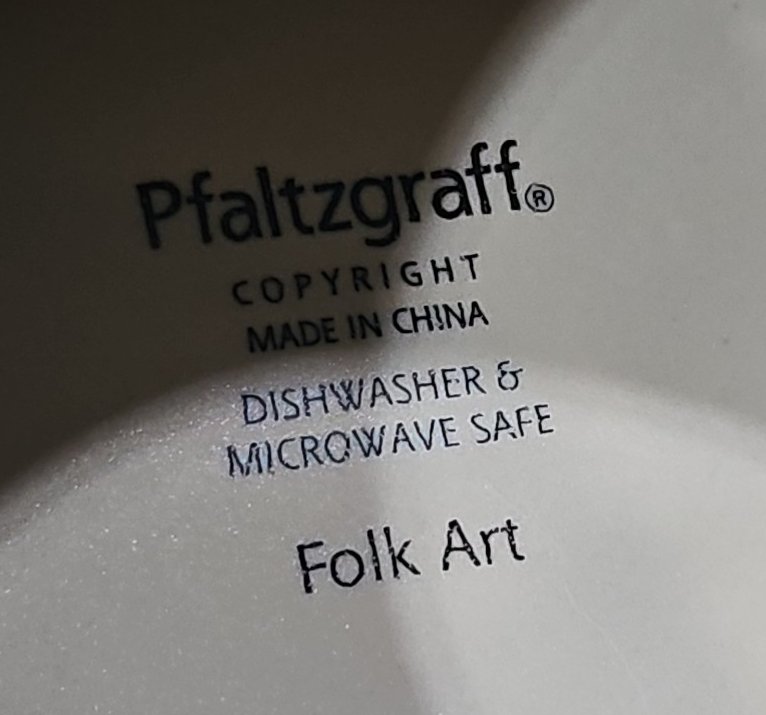 Pfaltzgraff®
COPYRIGHT
MADE IN CHINA
DISHWASHER &
MICROWAVE SAFE
Folk Art